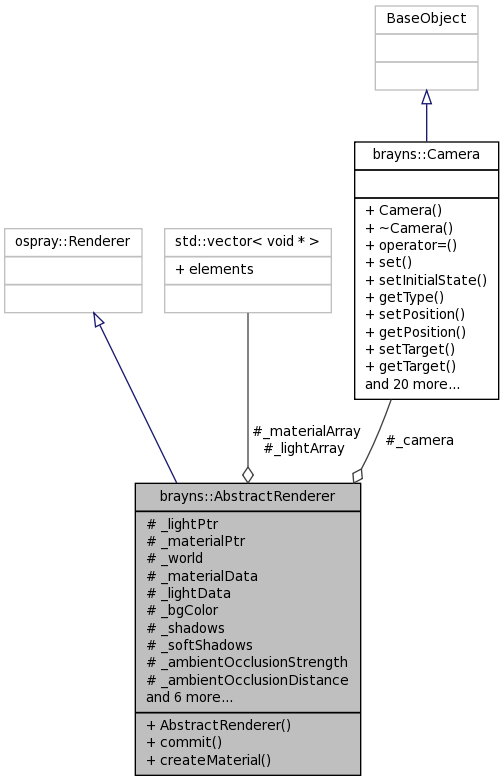 BaseObject
brayns::Camera
+ Camera()
+ ~Camera()
+ operator=()
+ set()
+ setInitialState()
+ getType()
+ setPosition()
+ getPosition()
+ setTarget()
+ getTarget()
and 20 more...
ospray::Renderer
std::vector< void * >
+ elements
#_materialArray
#_lightArray
#_camera
brayns::AbstractRenderer
# _lightPtr
# _materialPtr
# _world
# _materialData
# _lightData
# _bgColor
# _shadows
# _softShadows
# _ambientOcclusionStrength
# _ambientOcclusionDistance
and 6 more...
+ AbstractRenderer()
+ commit()
+ createMaterial()